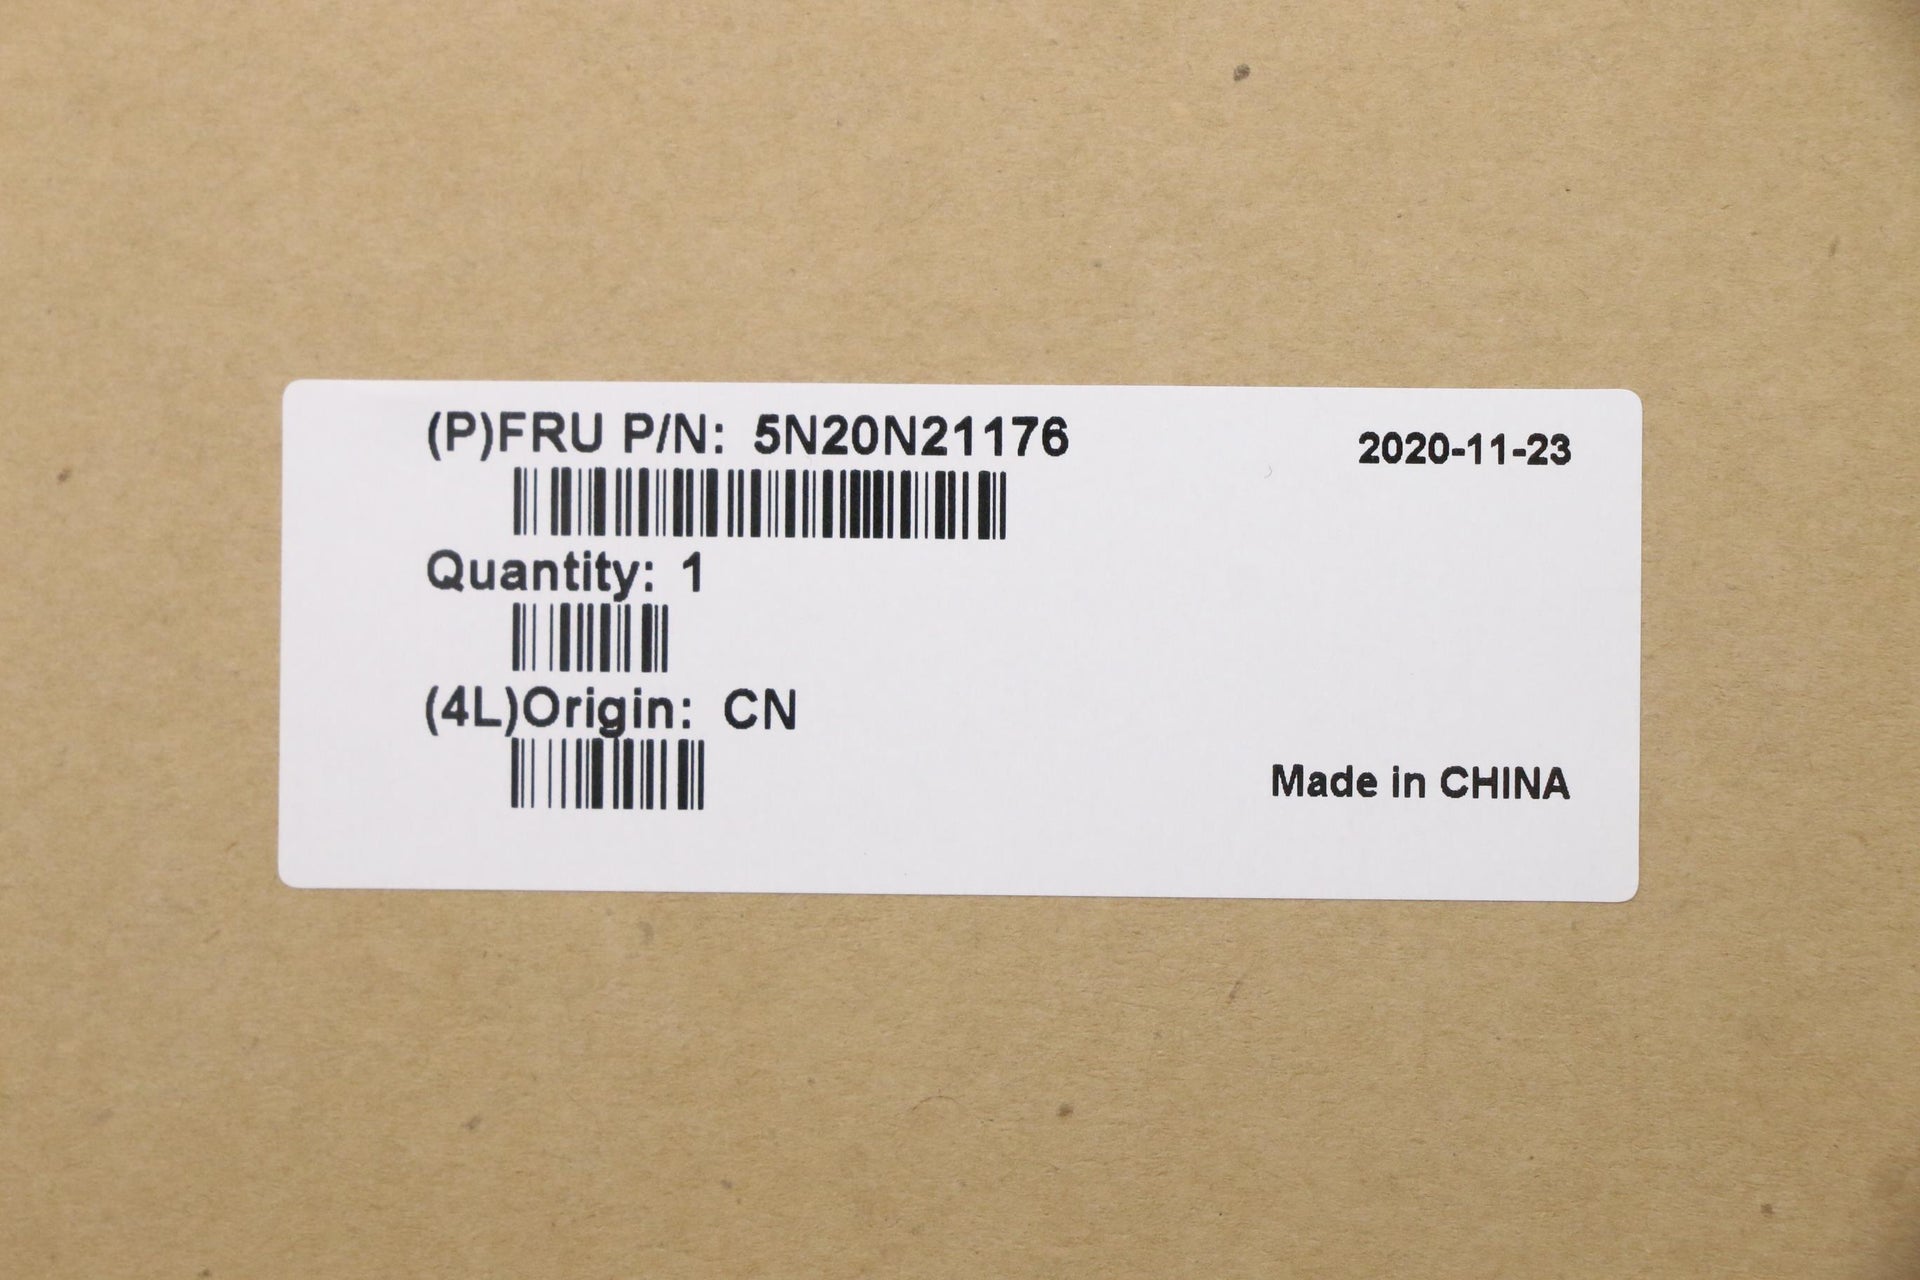 (P)FRU P/N: 5N20N21176
2020-11-23
Quantity: 1
(4L)Origin: CN
Made in CHINA